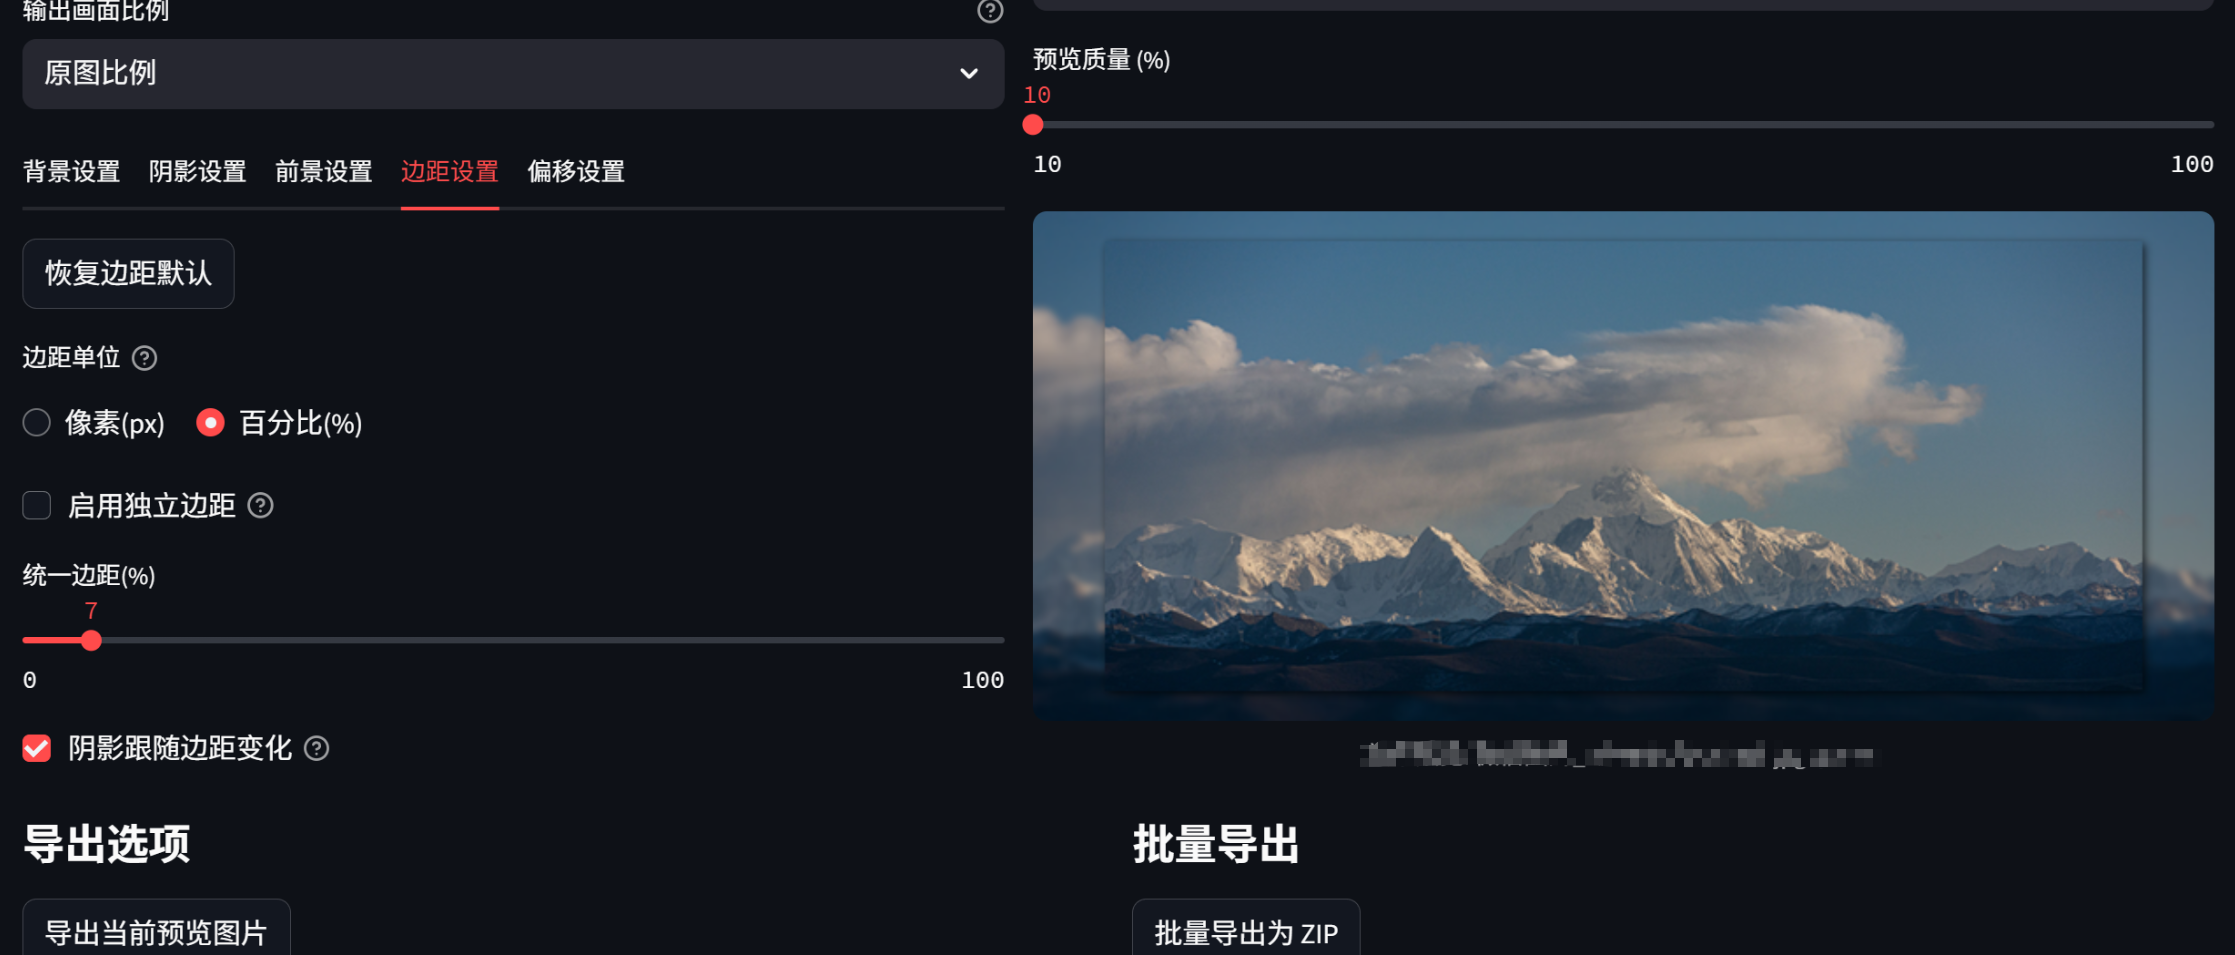 输出画面比例
原图比例
背景设置 阴影设置 前景设置 边距设置 偏移设置
恢复边距默认
边距单位
像素(px) 百分比(%)
启用独立边距
统一边距(%)
7
0 100
阴影跟随边距变化
导出选项
导出当前预览图片
预览质量 (%)
10
10 100
批量导出
批量导出为 ZIP